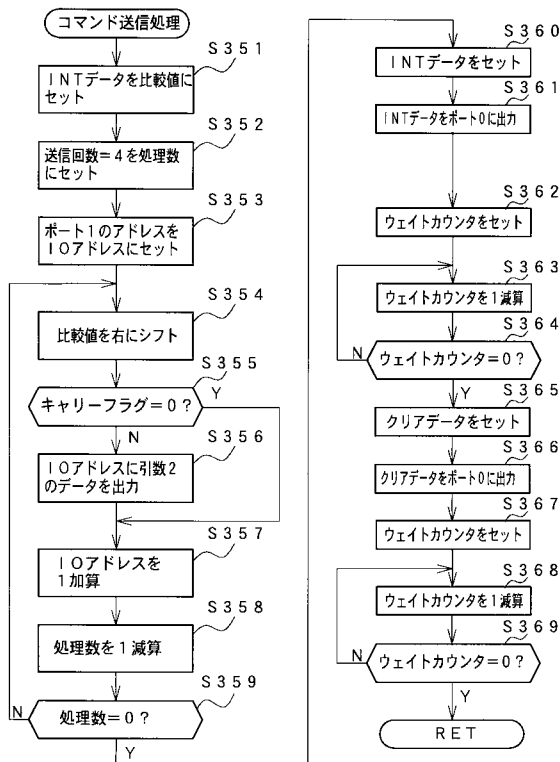 コマンド送信処理
S351
INTデータを比較値に
セット
S352
送信回数=4を処理数
にセット
S353
ポート1のアドレスを
IOアドレスにセット
S354
比較値を右にシフト
S355
キャリーフラグ=0?
Y
N
S356
IOアドレスに引数2
のデータを出力
S357
IOアドレスを
1加算
S358
処理数を1減算
S359
処理数=0?
N
Y
S360
INTデータをセット
S361
INTデータをポート0に出力
S362
ウェイトカウンタをセット
S363
ウェイトカウンタを1減算
S364
ウェイトカウンタ=0?
N
Y
S365
クリアデータをセット
S366
クリアデータをポート0に出力
S367
ウェイトカウンタをセット
S368
ウェイトカウンタを1減算
S369
ウェイトカウンタ=0?
N
Y
RET